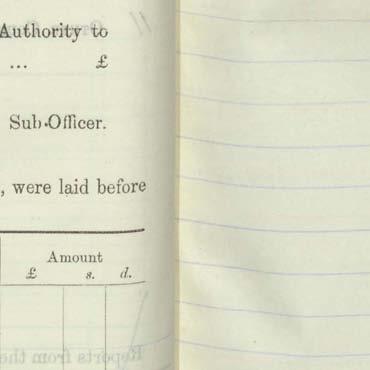 Authority to
... £
Sub-Officer.
, were laid before
Amount
£ s. d.
Reports from the